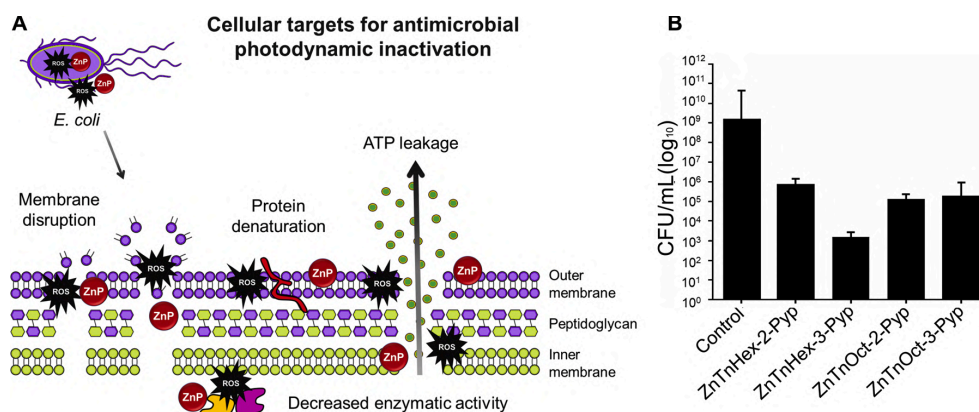 A
Cellular targets for antimicrobial
photodynamic inactivation
ROS
ZnP
ZnP
ROS
E. coli
ATP leakage
Membrane
disruption
Protein
denaturation
ROS
ROS
ZnP
ROS
ZnP
ROS
ZnP
Outer
membrane
ZnP
Peptidoglycan
ROS
ZnP
Inner
membrane
ROS
ZnP
Decreased enzymatic activity
B
CFU/mL(log₁₀)
10¹²
10¹¹
10¹⁰
10⁹
10⁸
10⁷
10⁶
10⁵
10⁴
10³
10²
10¹
10⁰
Control
ZnTnHex-2-Pyp
ZnTnHex-3-Pyp
ZnTnOct-2-Pyp
ZnTnOct-3-Pyp